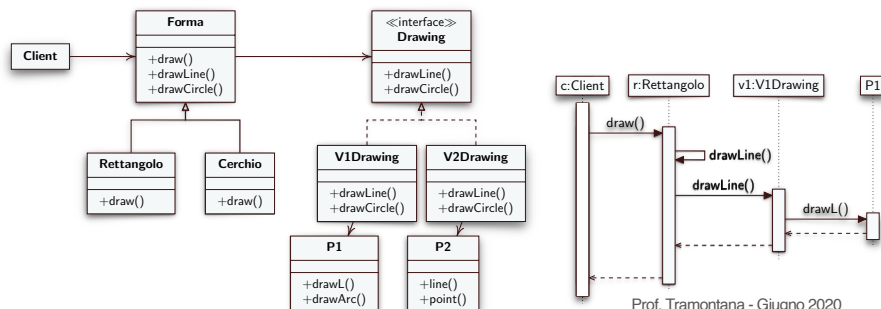 Client
Forma
+draw()
+drawLine()
+drawCircle()
≪interface≫
Drawing
+drawLine()
+drawCircle()
Rettangolo
+draw()
Cerchio
+draw()
V1Drawing
+drawLine()
+drawCircle()
V2Drawing
+drawLine()
+drawCircle()
P1
+drawL()
+drawArc()
P2
+line()
+point()
c:Client
r:Rettangolo
v1:V1Drawing
P1
draw()
drawLine()
drawLine()
drawL()
Prof. Tramontana - Giugno 2020